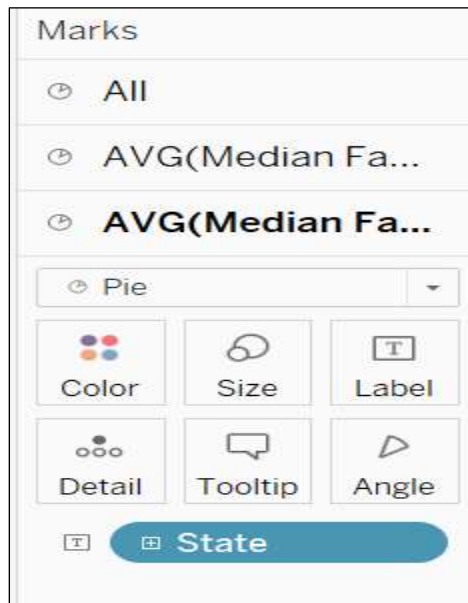 Marks
All
AVG(Median Fa...
AVG(Median Fa...
Pie
Color Size Label
Detail Tooltip Angle
T State